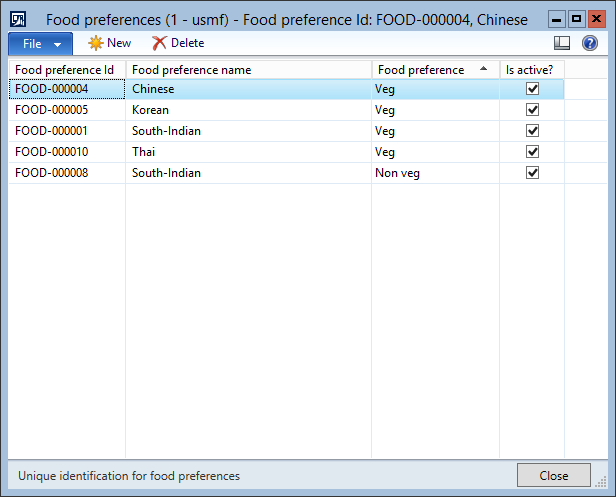 Food preferences (1 - usmf) - Food preference Id: FOOD-000004, Chinese
File New Delete
Food preference Id Food preference name Food preference Is active?
FOOD-000004 Chinese Veg
FOOD-000005 Korean Veg
FOOD-000001 South-Indian Veg
FOOD-000010 Thai Veg
FOOD-000008 South-Indian Non veg
Unique identification for food preferences Close